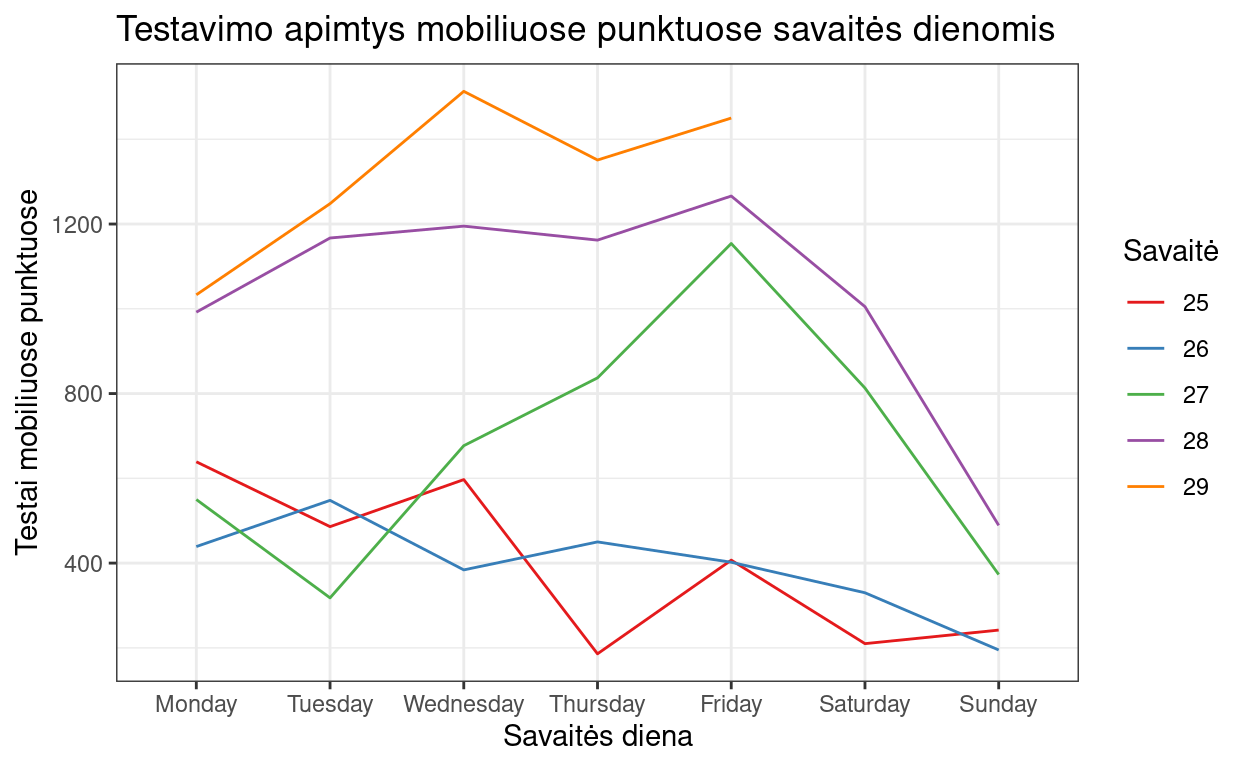 Testavimo apimtys mobiliuose punktuose savaitės dienomis
Testai mobiliuose punktuose
1200
800
400
Monday
Tuesday
Wednesday
Thursday
Friday
Saturday
Sunday
Savaitės diena
Savaitė
25
26
27
28
29